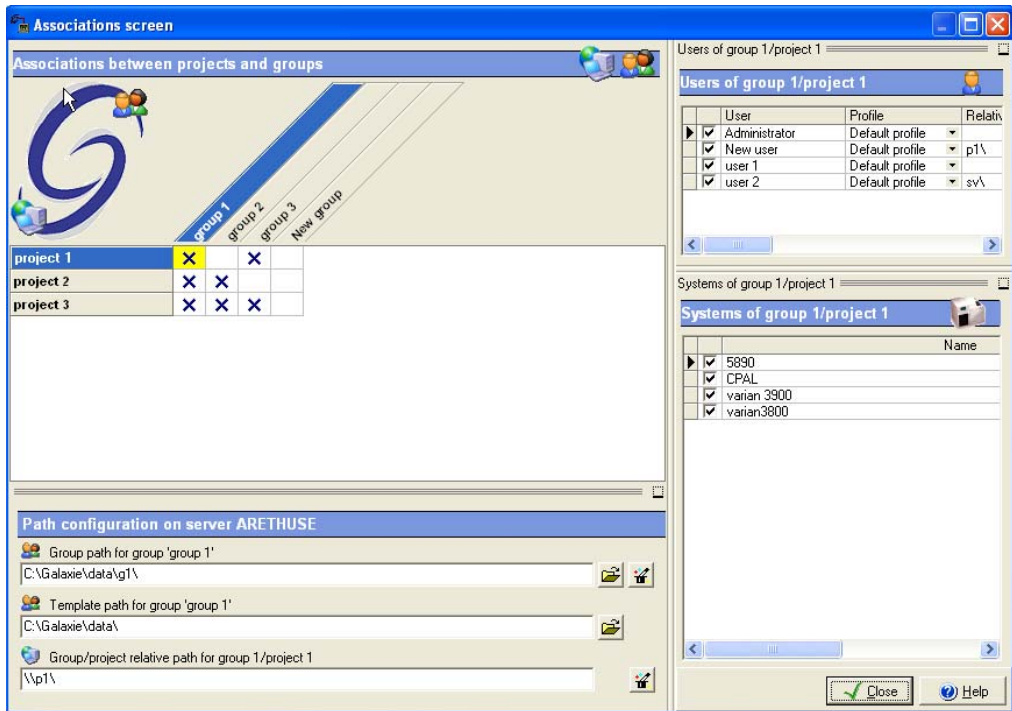 Associations screen
Associations between projects and groups
group 1
group 2
group 3
New group
project 1 X X
project 2 X X
project 3 X X X
Path configuration on server ARETHUSE
Group path for group 'group 1'
C:\Galaxie\data\g1\
Template path for group 'group 1'
C:\Galaxie\data\
Group/project relative path for group 1/project 1
\\p1\
Users of group 1/project 1
Users of group 1/project 1
User Profile Relativ
Administrator Default profile
New user Default profile p1\
user 1 Default profile
user 2 Default profile sv\
Systems of group 1/project 1
Systems of group 1/project 1
Name
5890
CPAL
varian 3900
varian3800
Close Help